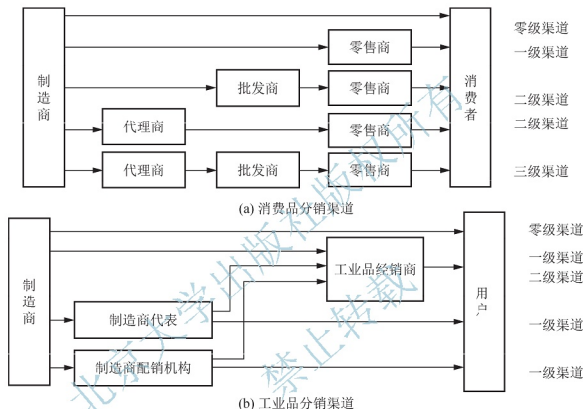 零级渠道
零售商
一级渠道
制造商
消费者
批发商
零售商
二级渠道
代理商
零售商
二级渠道
代理商
批发商
零售商
三级渠道
(a) 消费品分销渠道
零级渠道
制造商
工业品经销商
用户
一级渠道
二级渠道
制造商代表
一级渠道
制造商配销机构
一级渠道
(b) 工业品分销渠道
北京大学出版社版权所有
禁止转载